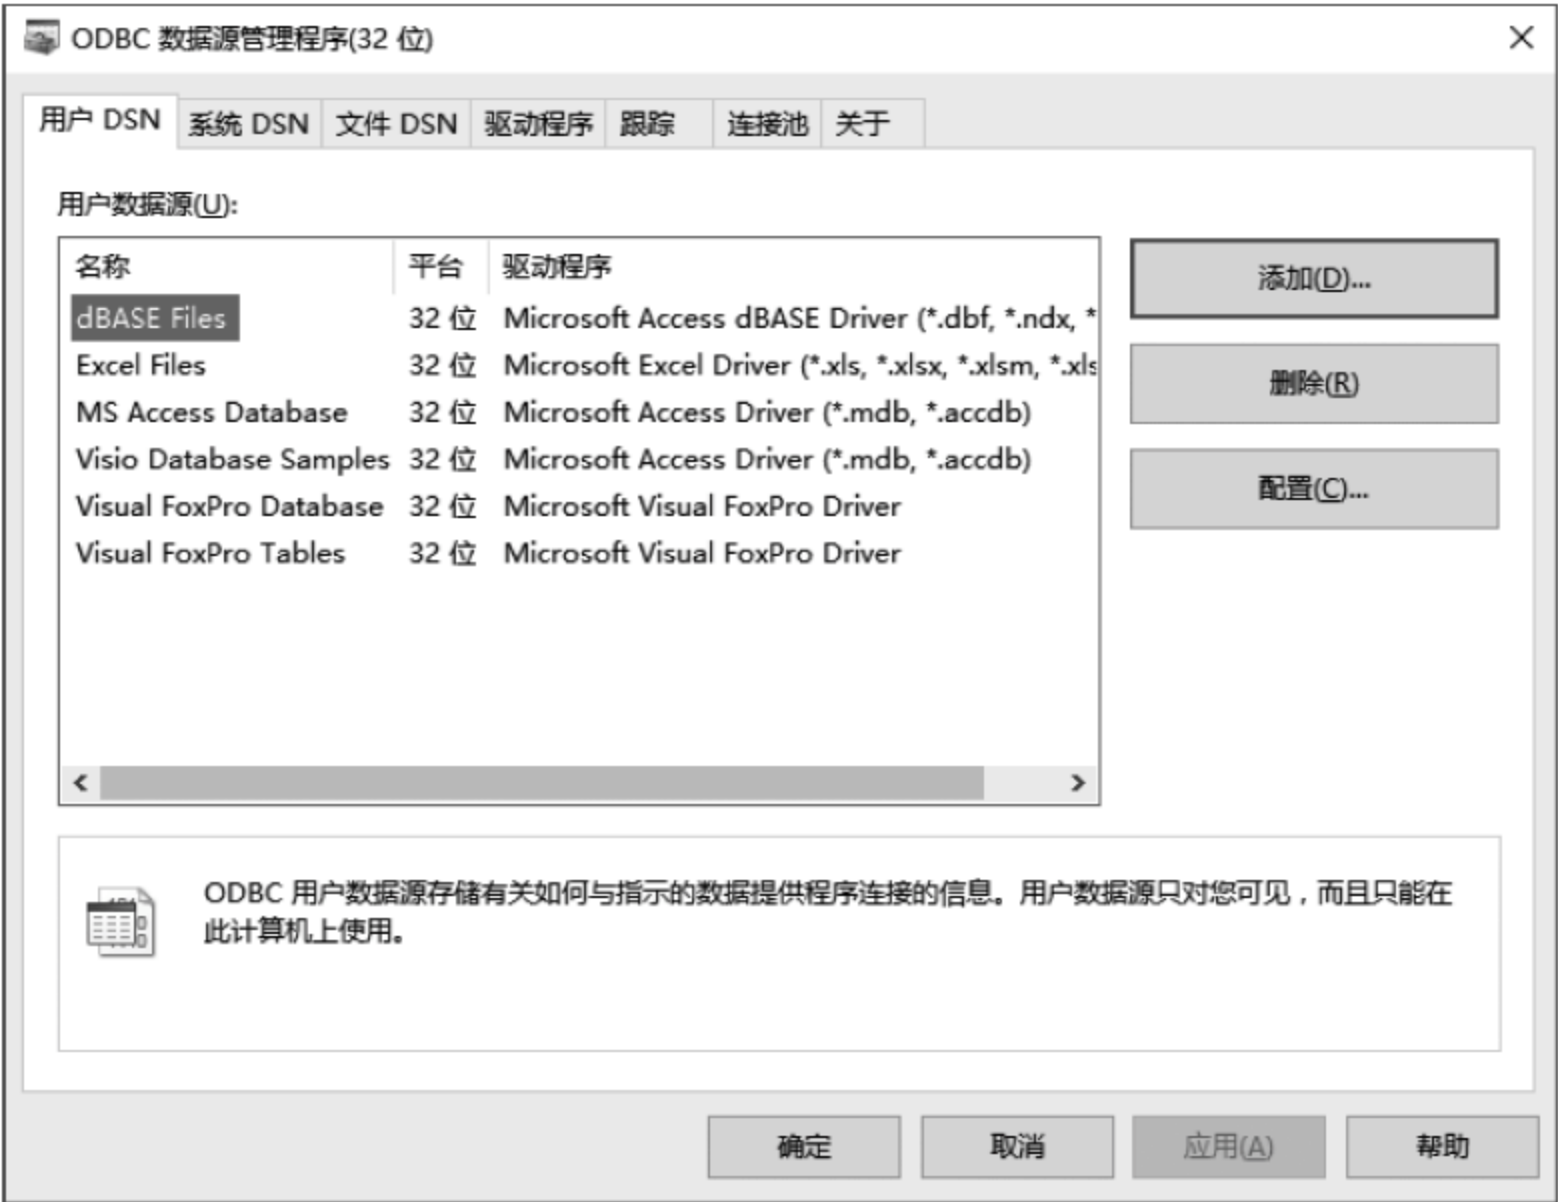 ODBC 数据源管理程序(32 位)
用户 DSN 系统 DSN 文件 DSN 驱动程序 跟踪 连接池 关于
用户数据源(U):
名称 平台 驱动程序
dBASE Files 32 位 Microsoft Access dBASE Driver (*.dbf, *.ndx, *
Excel Files 32 位 Microsoft Excel Driver (*.xls, *.xlsx, *.xlsm, *.xls
MS Access Database 32 位 Microsoft Access Driver (*.mdb, *.accdb)
Visio Database Samples 32 位 Microsoft Access Driver (*.mdb, *.accdb)
Visual FoxPro Database 32 位 Microsoft Visual FoxPro Driver
Visual FoxPro Tables 32 位 Microsoft Visual FoxPro Driver
添加(D)...
删除(R)
配置(C)...
ODBC 用户数据源存储有关如何与指示的数据提供程序连接的信息。用户数据源只对您可见，而且只能在
此计算机上使用。
确定 取消 应用(A) 帮助